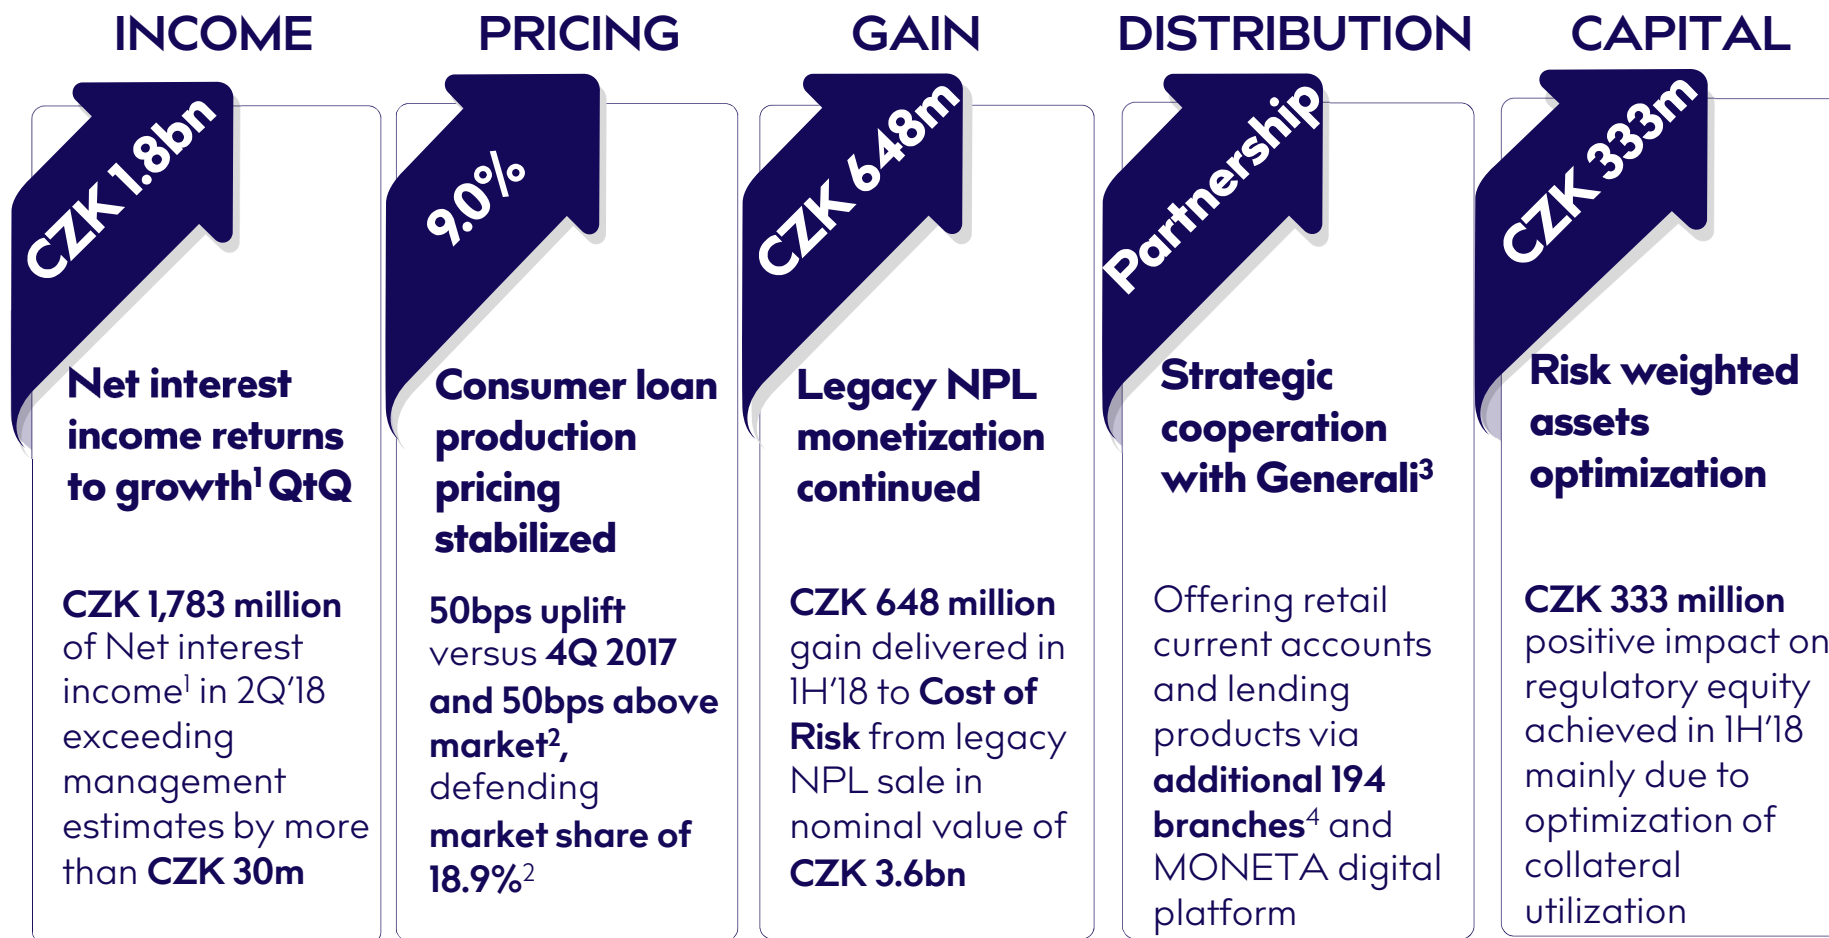 INCOME
CZK 1.8bn
Net interest
income returns
to growth¹ QtQ
CZK 1,783 million
of Net interest
income¹ in 2Q'18
exceeding
management
estimates by more
than CZK 30m
PRICING
9.0%
Consumer loan
production
pricing
stabilized
50bps uplift
versus 4Q 2017
and 50bps above
market²,
defending
market share of
18.9%²
GAIN
CZK 648m
Legacy NPL
monetization
continued
CZK 648 million
gain delivered in
1H'18 to Cost of
Risk from legacy
NPL sale in
nominal value of
CZK 3.6bn
DISTRIBUTION
Partnership
Strategic
cooperation
with Generali³
Offering retail
current accounts
and lending
products via
additional 194
branches⁴ and
MONETA digital
platform
CAPITAL
CZK 333m
Risk weighted
assets
optimization
CZK 333 million
positive impact on
regulatory equity
achieved in 1H'18
mainly due to
optimization of
collateral
utilization